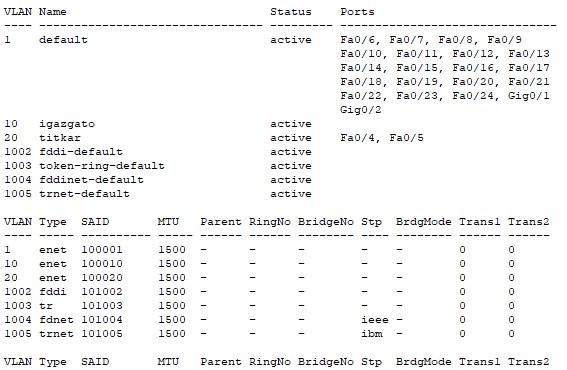 VLAN Name                             Status    Ports
---- -------------------------------- --------- -------------------------------
1    default                          active    Fa0/6, Fa0/7, Fa0/8, Fa0/9
                                                Fa0/10, Fa0/11, Fa0/12, Fa0/13
                                                Fa0/14, Fa0/15, Fa0/16, Fa0/17
                                                Fa0/18, Fa0/19, Fa0/20, Fa0/21
                                                Fa0/22, Fa0/23, Fa0/24, Gig0/1
                                                Gig0/2
10   igazgato                         active
20   titkar                           active    Fa0/4, Fa0/5
1002 fddi-default                     active
1003 token-ring-default               active
1004 fddinet-default                  active
1005 trnet-default                    active
VLAN Type  SAID       MTU   Parent RingNo BridgeNo Stp  BrdgMode Trans1 Trans2
---- ----- ---------- ----- ------ ------ -------- ---- -------- ------ ------
1    enet  100001     1500  -      -      -        -    -        0      0
10   enet  100010     1500  -      -      -        -    -        0      0
20   enet  100020     1500  -      -      -        -    -        0      0
1002 fddi  101002     1500  -      -      -        -    -        0      0
1003 tr    101003     1500  -      -      -        -    -        0      0
1004 fdnet 101004     1500  -      -      -        ieee -        0      0
1005 trnet 101005     1500  -      -      -        ibm  -        0      0
VLAN Type  SAID       MTU   Parent RingNo BridgeNo Stp  BrdgMode Trans1 Trans2